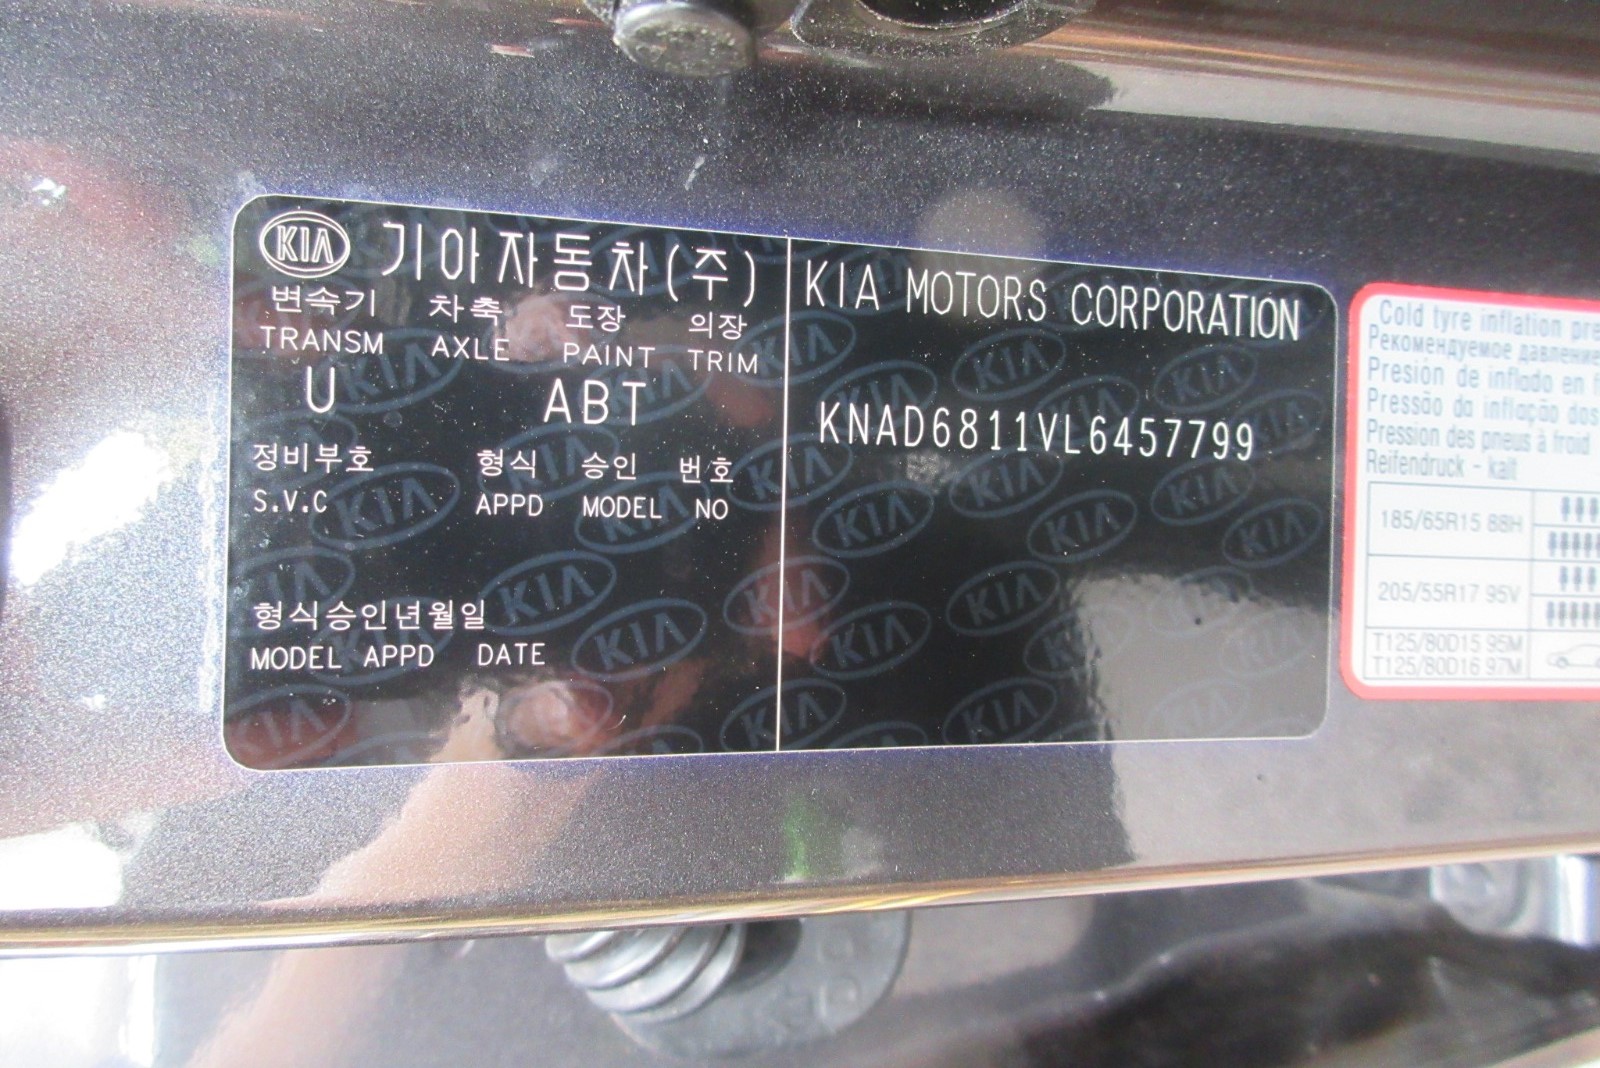 KIA 기아자동차(주)
변속기 차축 도장 의장
TRANSM AXLE PAINT TRIM
U ABT
정비부호 형식 승인 번호
S.V.C APPD MODEL NO
형식승인년월일
MODEL APPD DATE
KIA MOTORS CORPORATION
KNAD6811VL6457799
Cold tyre inflation pre
Рекомендуемое давление
Presion de inflado en f
Pressão da inflação dos
Pression des pneus à froid
Reifendruck - kalt
185/65R15 88H
205/55R17 95V
T125/80D15 95M
T125/80D16 97M